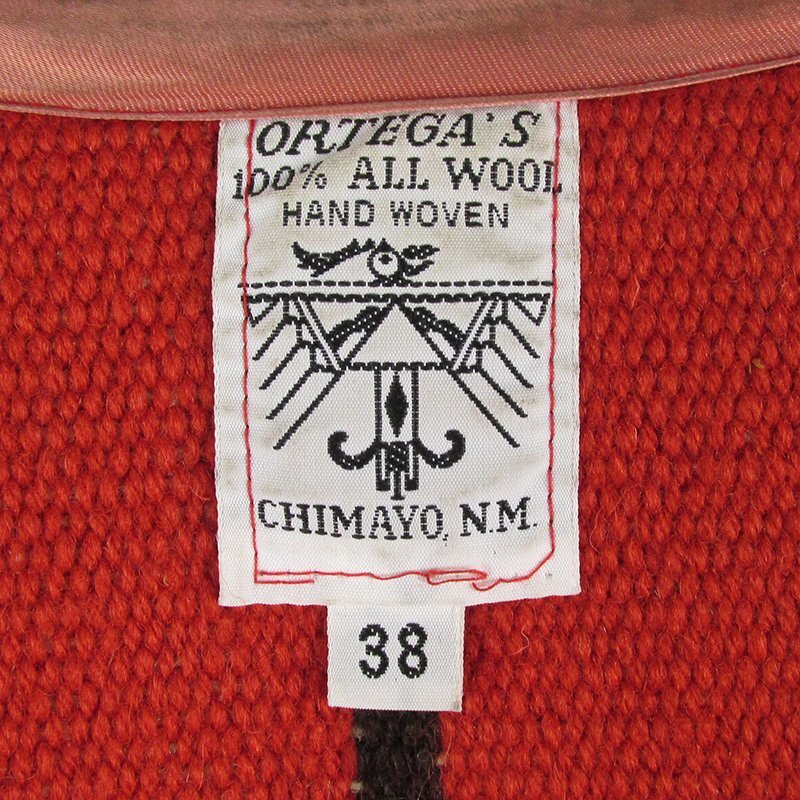 ORTEGA'S
100% ALL WOOL
HAND WOVEN
CHIMAYO, N.M.
38